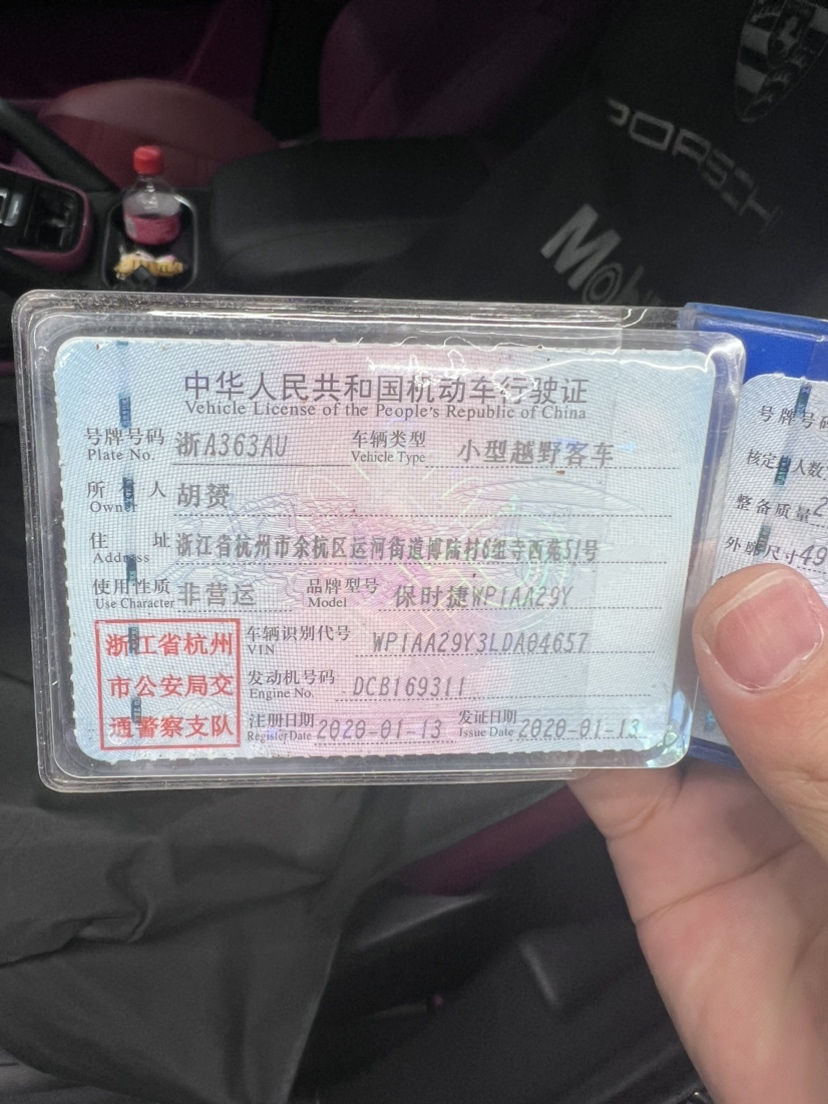 PORSCH
Mobi
中华人民共和国机动车行驶证
Vehicle License of the People's Republic of China
号牌号码 浙A363AU 车辆类型 小型越野客车
Plate No. Vehicle Type
所 人 胡赟
Owner
住 址 浙江省杭州市余杭区运河街道博陆村6组寺西苑51号
Address
使用性质 非营运 品牌型号 保时捷WP1AA29Y
Use Character Model
浙江省杭州
市公安局交
通警察支队
车辆识别代号 WP1AA29Y3LDA04657
VIN
发动机号码 DCB169311
Engine No.
注册日期 2020-01-13 发证日期 2020-01-13
Register Date Issue Date
号牌号码
核定 人数
整备质量 2
外廓尺寸 49